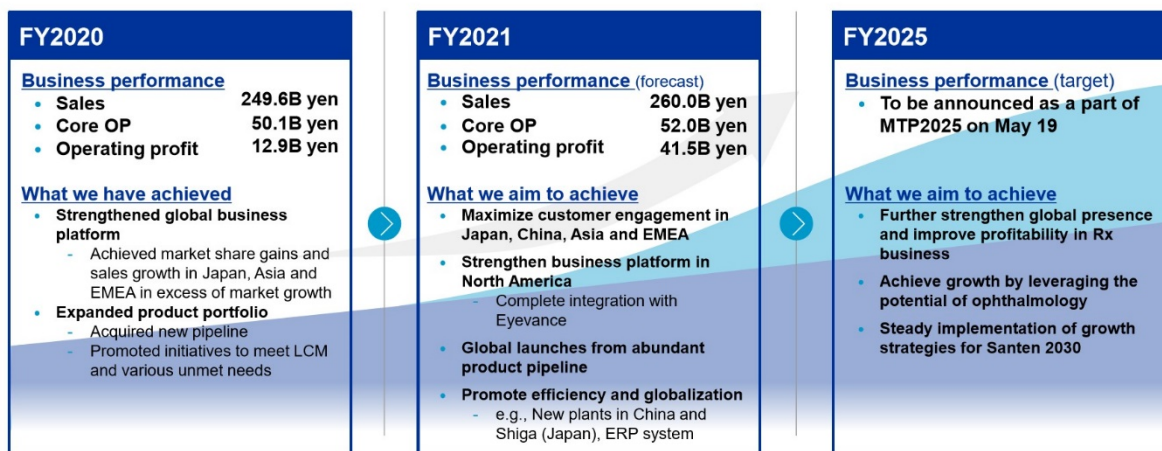 FY2020
Business performance
• Sales 249.6B yen
• Core OP 50.1B yen
• Operating profit 12.9B yen
What we have achieved
• Strengthened global business
platform
- Achieved market share gains and
sales growth in Japan, Asia and
EMEA in excess of market growth
• Expanded product portfolio
- Acquired new pipeline
- Promoted initiatives to meet LCM
and various unmet needs
FY2021
Business performance (forecast)
• Sales 260.0B yen
• Core OP 52.0B yen
• Operating profit 41.5B yen
What we aim to achieve
• Maximize customer engagement in
Japan, China, Asia and EMEA
• Strengthen business platform in
North America
- Complete integration with
Eyevance
• Global launches from abundant
product pipeline
• Promote efficiency and globalization
- e.g., New plants in China and
Shiga (Japan), ERP system
FY2025
Business performance (target)
• To be announced as a part of
MTP2025 on May 19
What we aim to achieve
• Further strengthen global presence
and improve profitability in Rx
business
• Achieve growth by leveraging the
potential of ophthalmology
• Steady implementation of growth
strategies for Santen 2030